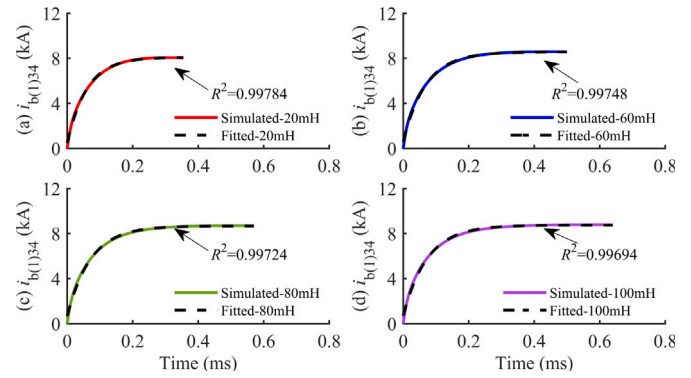 (a) i_b(1)34 (kA)
12
8
4
0
R²=0.99784
Simulated-20mH
Fitted-20mH
0 0.2 0.4 0.6 0.8
(b) i_b(1)34 (kA)
12
8
4
0
R²=0.99748
Simulated-60mH
Fitted-60mH
0 0.2 0.4 0.6 0.8
(c) i_b(1)34 (kA)
12
8
4
0
R²=0.99724
Simulated-80mH
Fitted-80mH
0 0.2 0.4 0.6 0.8
Time (ms)
(d) i_b(1)34 (kA)
12
8
4
0
R²=0.99694
Simulated-100mH
Fitted-100mH
0 0.2 0.4 0.6 0.8
Time (ms)